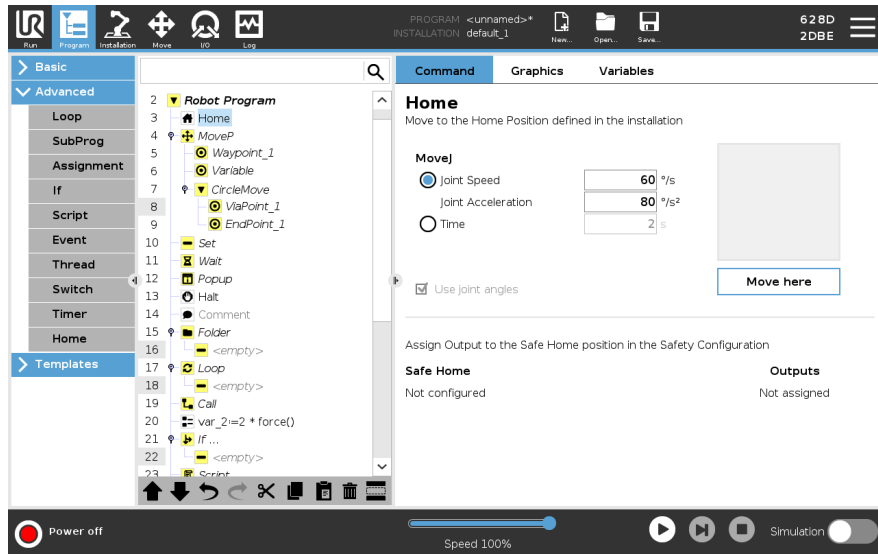 UR
Run
Program
Installation
Move
I/O
Log
PROGRAM <unnamed>*
INSTALLATION default_1
New...
Open...
Save...
628D
2DBE
Basic
Advanced
Loop
SubProg
Assignment
If
Script
Event
Thread
Switch
Timer
Home
Templates
2 Robot Program
3 Home
4 MoveP
5 Waypoint_1
6 Variable
7 CircleMove
8 ViaPoint_1
9 EndPoint_1
10 Set
11 Wait
12 Popup
13 Halt
14 Comment
15 Folder
16 <empty>
17 Loop
18 <empty>
19 Call
20 var_2:=2 * force()
21 If ...
22 <empty>
23 Script
Command Graphics Variables
Home
Move to the Home Position defined in the installation
MoveJ
Joint Speed 60 °/s
Joint Acceleration 80 °/s²
Time 2 s
Use joint angles
Move here
Assign Output to the Safe Home position in the Safety Configuration
Safe Home Outputs
Not configured Not assigned
Power off
Speed 100%
Simulation